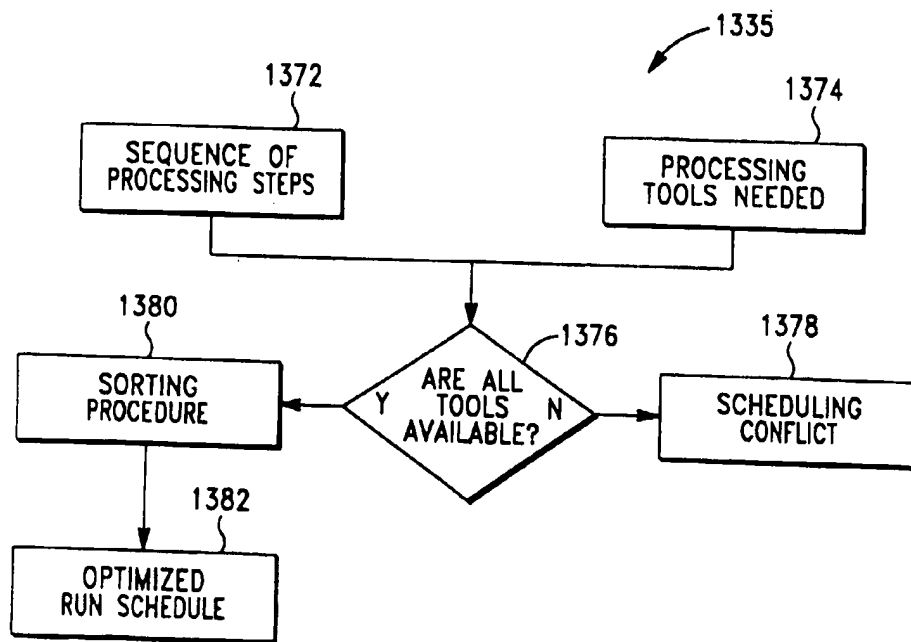 1335
1372
1374
SEQUENCE OF
PROCESSING STEPS
PROCESSING
TOOLS NEEDED
1380
1376
1378
SORTING
PROCEDURE
Y
ARE ALL
TOOLS
AVAILABLE?
N
SCHEDULING
CONFLICT
1382
OPTIMIZED
RUN SCHEDULE